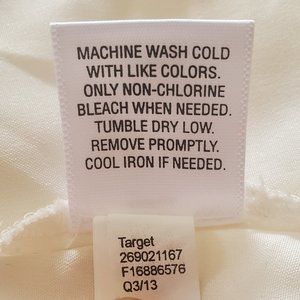 MACHINE WASH COLD
WITH LIKE COLORS.
ONLY NON-CHLORINE
BLEACH WHEN NEEDED.
TUMBLE DRY LOW.
REMOVE PROMPTLY.
COOL IRON IF NEEDED.
Target
269021167
F16886576
Q3/13